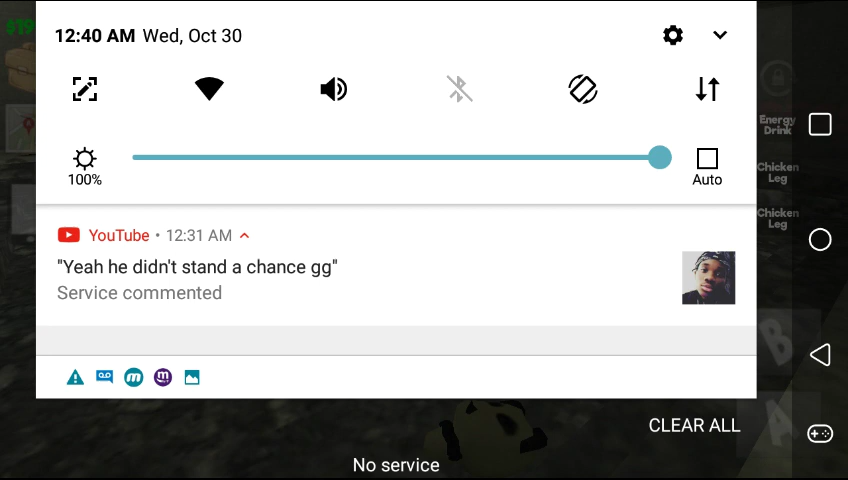 12:40 AM Wed, Oct 30
100%
Auto
YouTube • 12:31 AM
"Yeah he didn't stand a chance gg"
Service commented
CLEAR ALL
No service
Energy
Drink
Chicken
Leg
Chicken
Leg
B
A